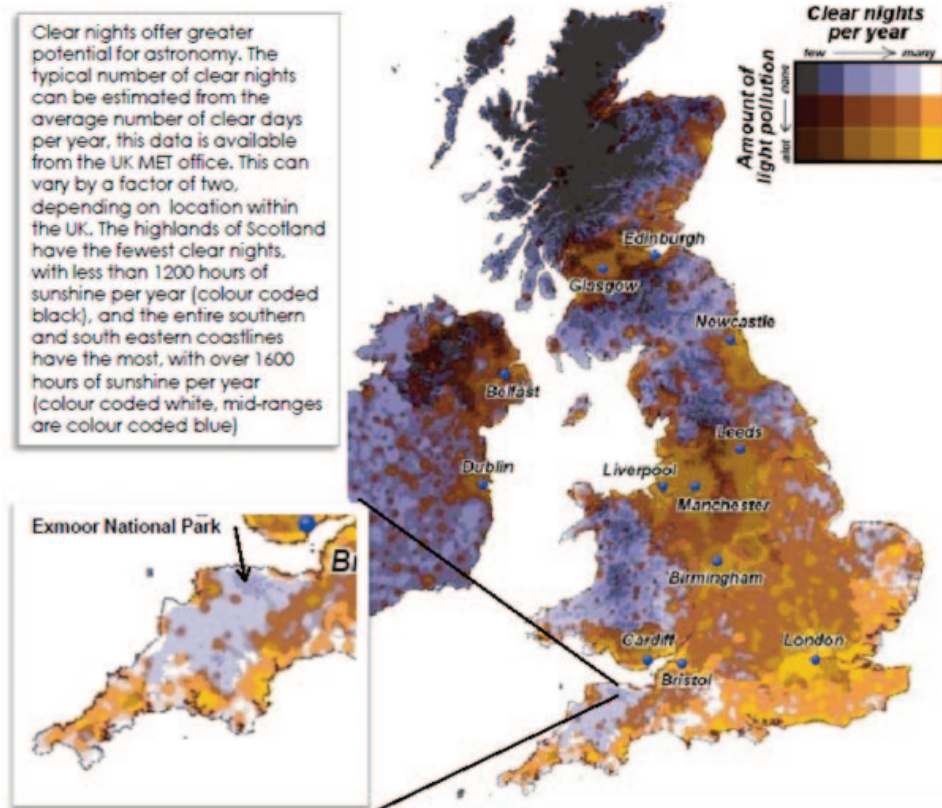 Clear nights offer greater
potential for astronomy. The
typical number of clear nights
can be estimated from the
average number of clear days
per year, this data is available
from the UK MET office. This can
vary by a factor of two,
depending on location within
the UK. The highlands of Scotland
have the fewest clear nights,
with less than 1200 hours of
sunshine per year (colour coded
black), and the entire southern
and south eastern coastlines
have the most, with over 1600
hours of sunshine per year
(colour coded white, mid-ranges
are colour coded blue)
Clear nights
per year
few many
Amount of
light pollution
none
alot
Edinburgh
Glasgow
Newcastle
Belfast
Leeds
Dublin
Liverpool
Manchester
Birmingham
Cardiff
London
Bristol
Exmoor National Park
Br